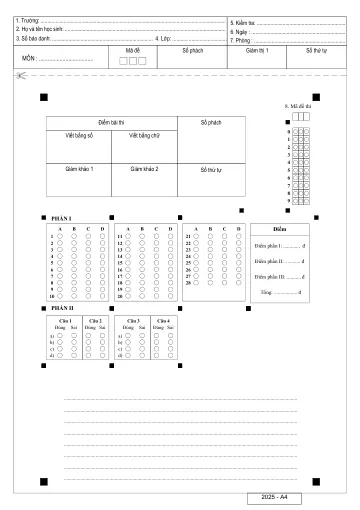 1. Trường: ................
2. Họ và tên học sinh: ................
3. Số báo danh: ................ 4. Lớp: ................
5. Kiểm tra: ................
6. Ngày : ................
7. Phòng : ................
MÔN : ................
Mã đề
Số phách
Giám thị 1
Số thứ tự
8. Mã đề thi
Điểm bài thi
Số phách
Viết bằng số
Viết bằng chữ
Giám khảo 1
Giám khảo 2
Số thứ tự
0
1
2
3
4
5
6
7
8
9
PHẦN I
A B C D
1
2
3
4
5
6
7
8
9
10
A B C D
11
12
13
14
15
16
17
18
19
20
A B C D
21
22
23
24
25
26
27
28
Điểm
Điểm phần I: ............ đ
Điểm phần II: ............ đ
Điểm phần III: ............ đ
Tổng: ................ đ
PHẦN II
Câu 1 Câu 2
Đúng Sai Đúng Sai
a)
b)
c)
d)
Câu 3 Câu 4
Đúng Sai Đúng Sai
a)
b)
c)
d)
2025 - A4